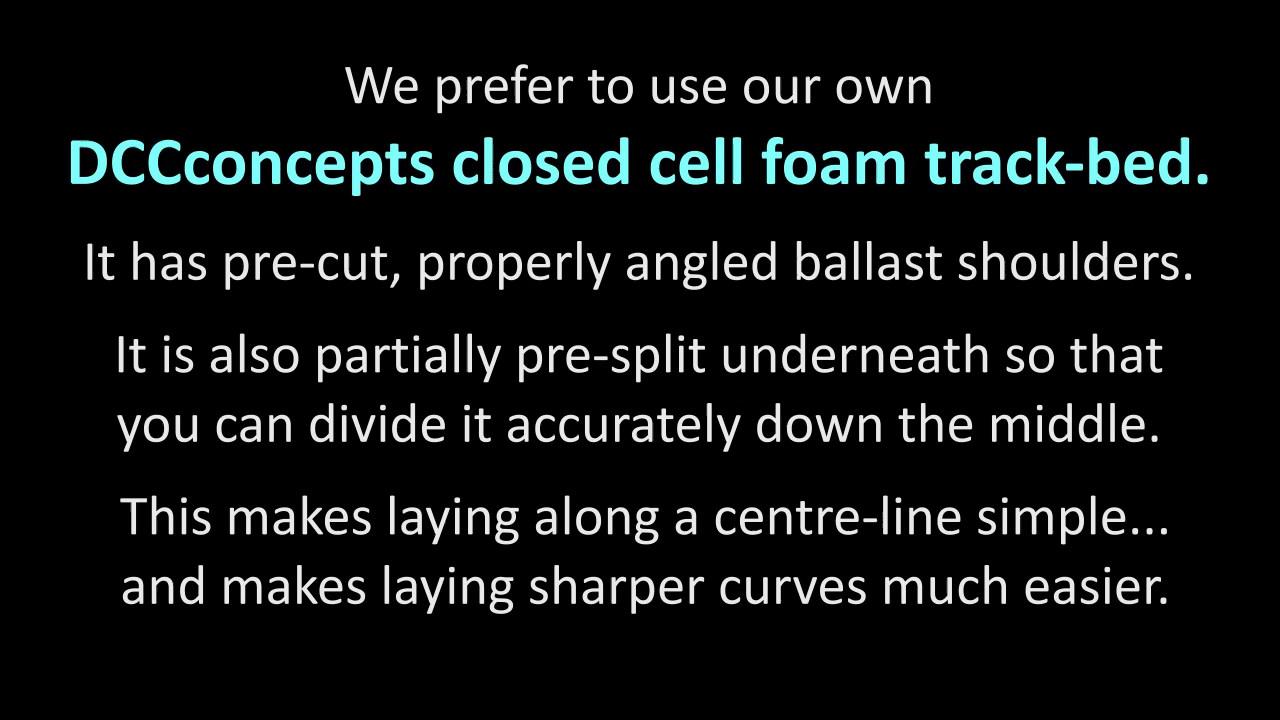 We prefer to use our own
DCCconcepts closed cell foam track-bed.
It has pre-cut, properly angled ballast shoulders.
It is also partially pre-split underneath so that
you can divide it accurately down the middle.
This makes laying along a centre-line simple...
and makes laying sharper curves much easier.